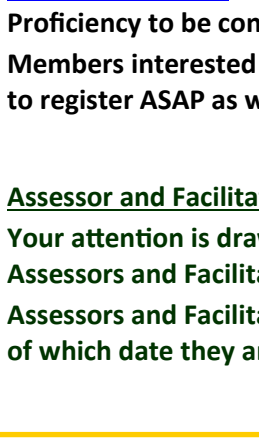 Proficiency to be con
Members interested
to register ASAP as w
Assessor and Facilita
Your attention is draw
Assessors and Facilita
Assessors and Facilita
of which date they ar